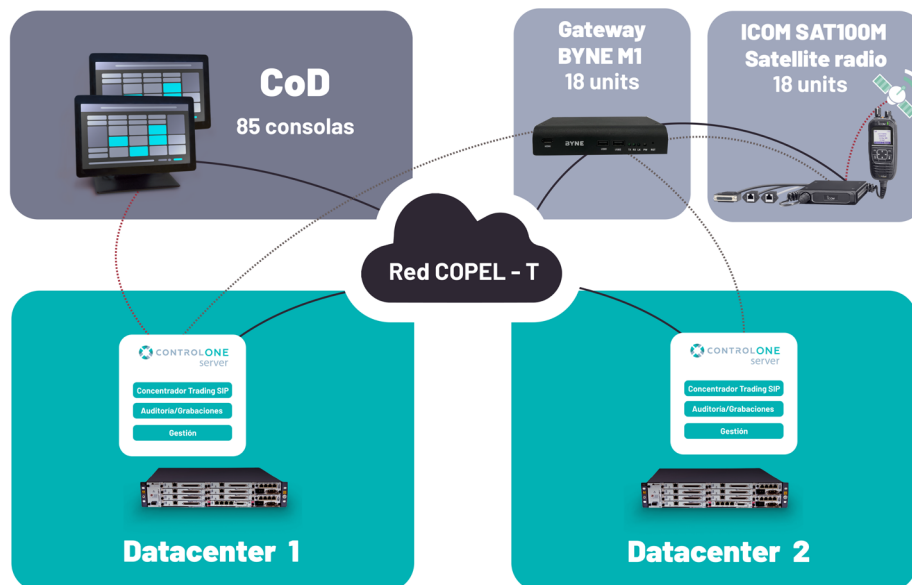 CoD
85 consolas
Gateway
BYNE M1
18 units
BYNE
ICOM SAT100M
Satellite radio
18 units
Red COPEL - T
CONTROLONE
server
Concentrador Trading SIP
Auditoría/Grabaciones
Gestión
Datacenter 1
CONTROLONE
server
Concentrador Trading SIP
Auditoría/Grabaciones
Gestión
Datacenter 2